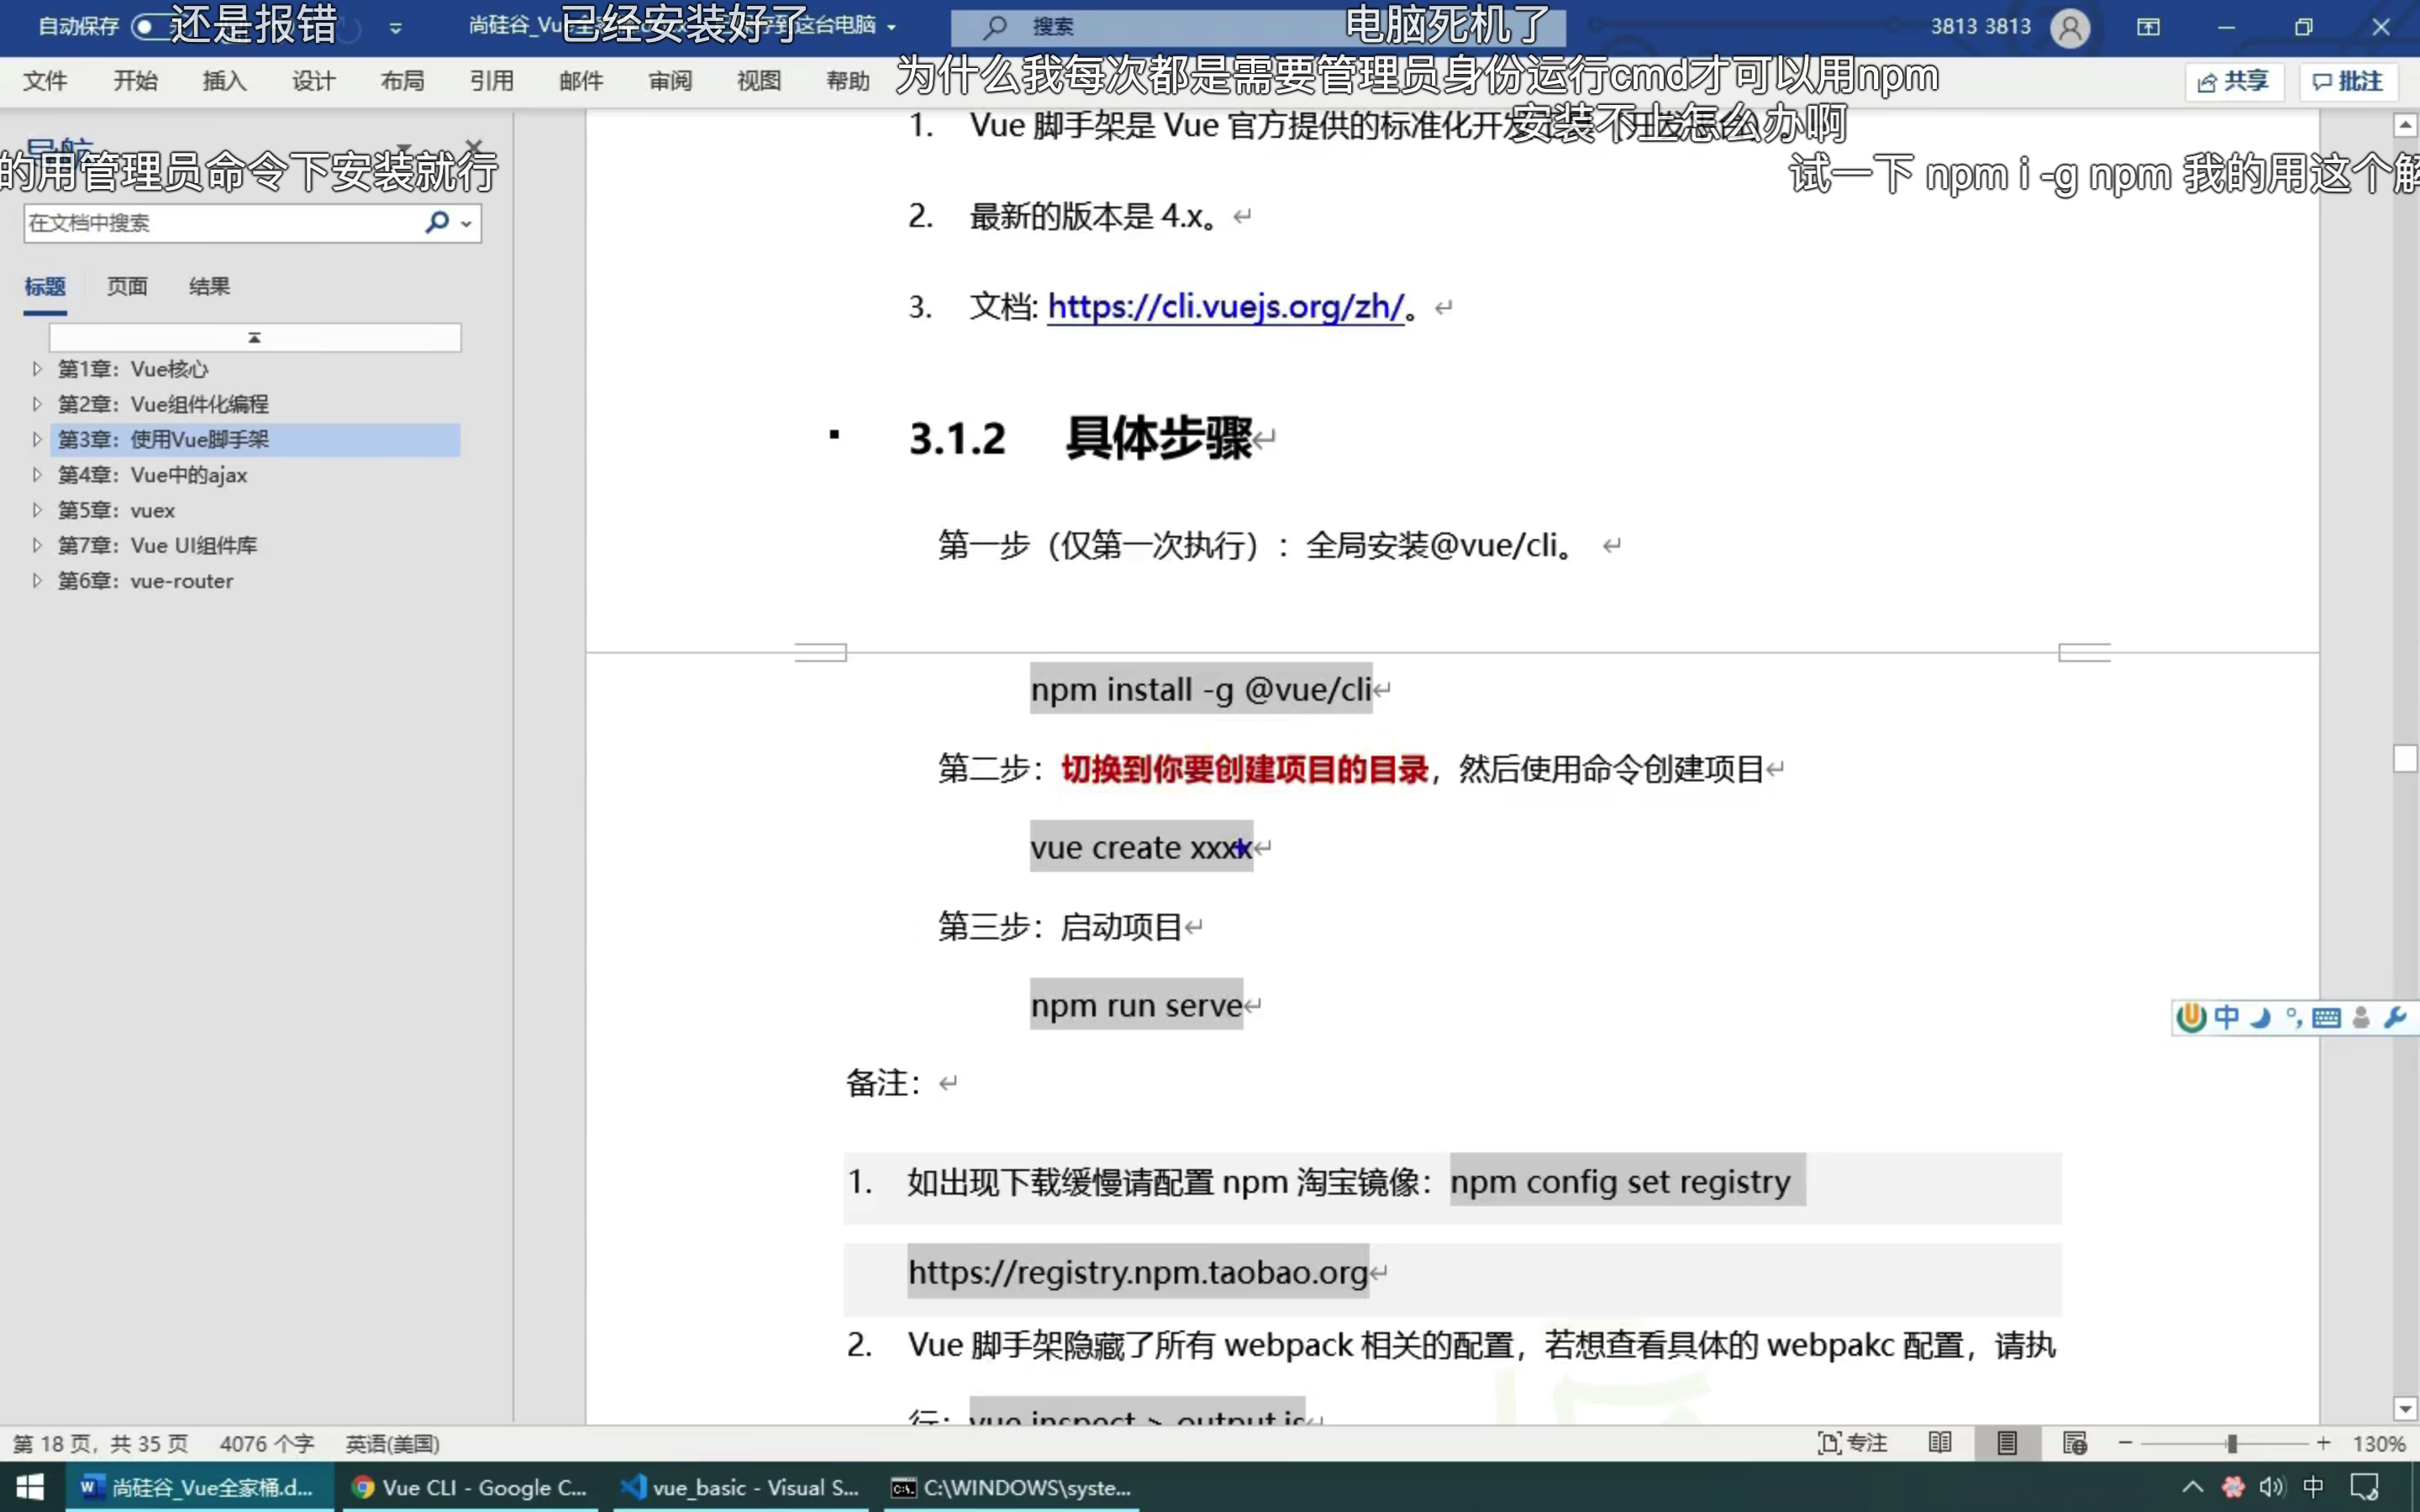 自动保存
还是报错
尚硅谷_Vu
已经安装好了
到这台电脑
搜索
电脑死机了
3813 3813
文件 开始 插入 设计 布局 引用 邮件 审阅 视图 帮助
为什么我每次都是需要管理员身份运行cmd才可以用npm
共享 批注
导航
的用管理员命令下安装就行
在文档中搜索
标题 页面 结果
第1章：Vue核心
第2章：Vue组件化编程
第3章：使用Vue脚手架
第4章：Vue中的ajax
第5章：vuex
第7章：Vue UI组件库
第6章：vue-router
1. Vue 脚手架是 Vue 官方提供的标准化开发
安装不上怎么办啊
试一下 npm i -g npm 我的用这个解
2. 最新的版本是 4.x。↵
3. 文档: https://cli.vuejs.org/zh/。↵
3.1.2 具体步骤↵
第一步（仅第一次执行）：全局安装@vue/cli。 ↵
npm install -g @vue/cli↵
第二步：切换到你要创建项目的目录，然后使用命令创建项目↵
vue create xxxx↵
第三步：启动项目↵
npm run serve↵
备注：↵
1. 如出现下载缓慢请配置 npm 淘宝镜像：npm config set registry
https://registry.npm.taobao.org↵
2. Vue 脚手架隐藏了所有 webpack 相关的配置，若想查看具体的 webpakc 配置，请执
行：vue inspect > output.js↵
中
第 18 页，共 35 页 4076 个字 英语(美国)
专注
130%
尚硅谷_Vue全家桶.d...
Vue CLI - Google C...
vue_basic - Visual S...
C:\WINDOWS\syste...
中